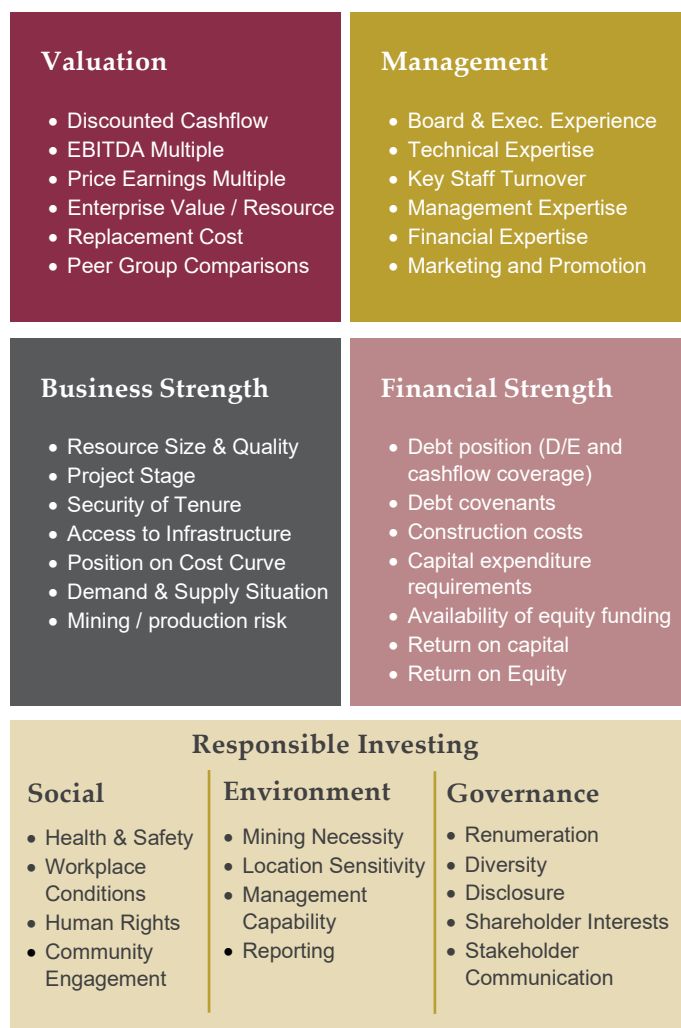 Valuation
• Discounted Cashflow
• EBITDA Multiple
• Price Earnings Multiple
• Enterprise Value / Resource
• Replacement Cost
• Peer Group Comparisons
Management
• Board & Exec. Experience
• Technical Expertise
• Key Staff Turnover
• Management Expertise
• Financial Expertise
• Marketing and Promotion
Business Strength
• Resource Size & Quality
• Project Stage
• Security of Tenure
• Access to Infrastructure
• Position on Cost Curve
• Demand & Supply Situation
• Mining / production risk
Financial Strength
• Debt position (D/E and
cashflow coverage)
• Debt covenants
• Construction costs
• Capital expenditure
requirements
• Availability of equity funding
• Return on capital
• Return on Equity
Responsible Investing
Social
• Health & Safety
• Workplace
Conditions
• Human Rights
• Community
Engagement
Environment
• Mining Necessity
• Location Sensitivity
• Management
Capability
• Reporting
Governance
• Renumeration
• Diversity
• Disclosure
• Shareholder Interests
• Stakeholder
Communication